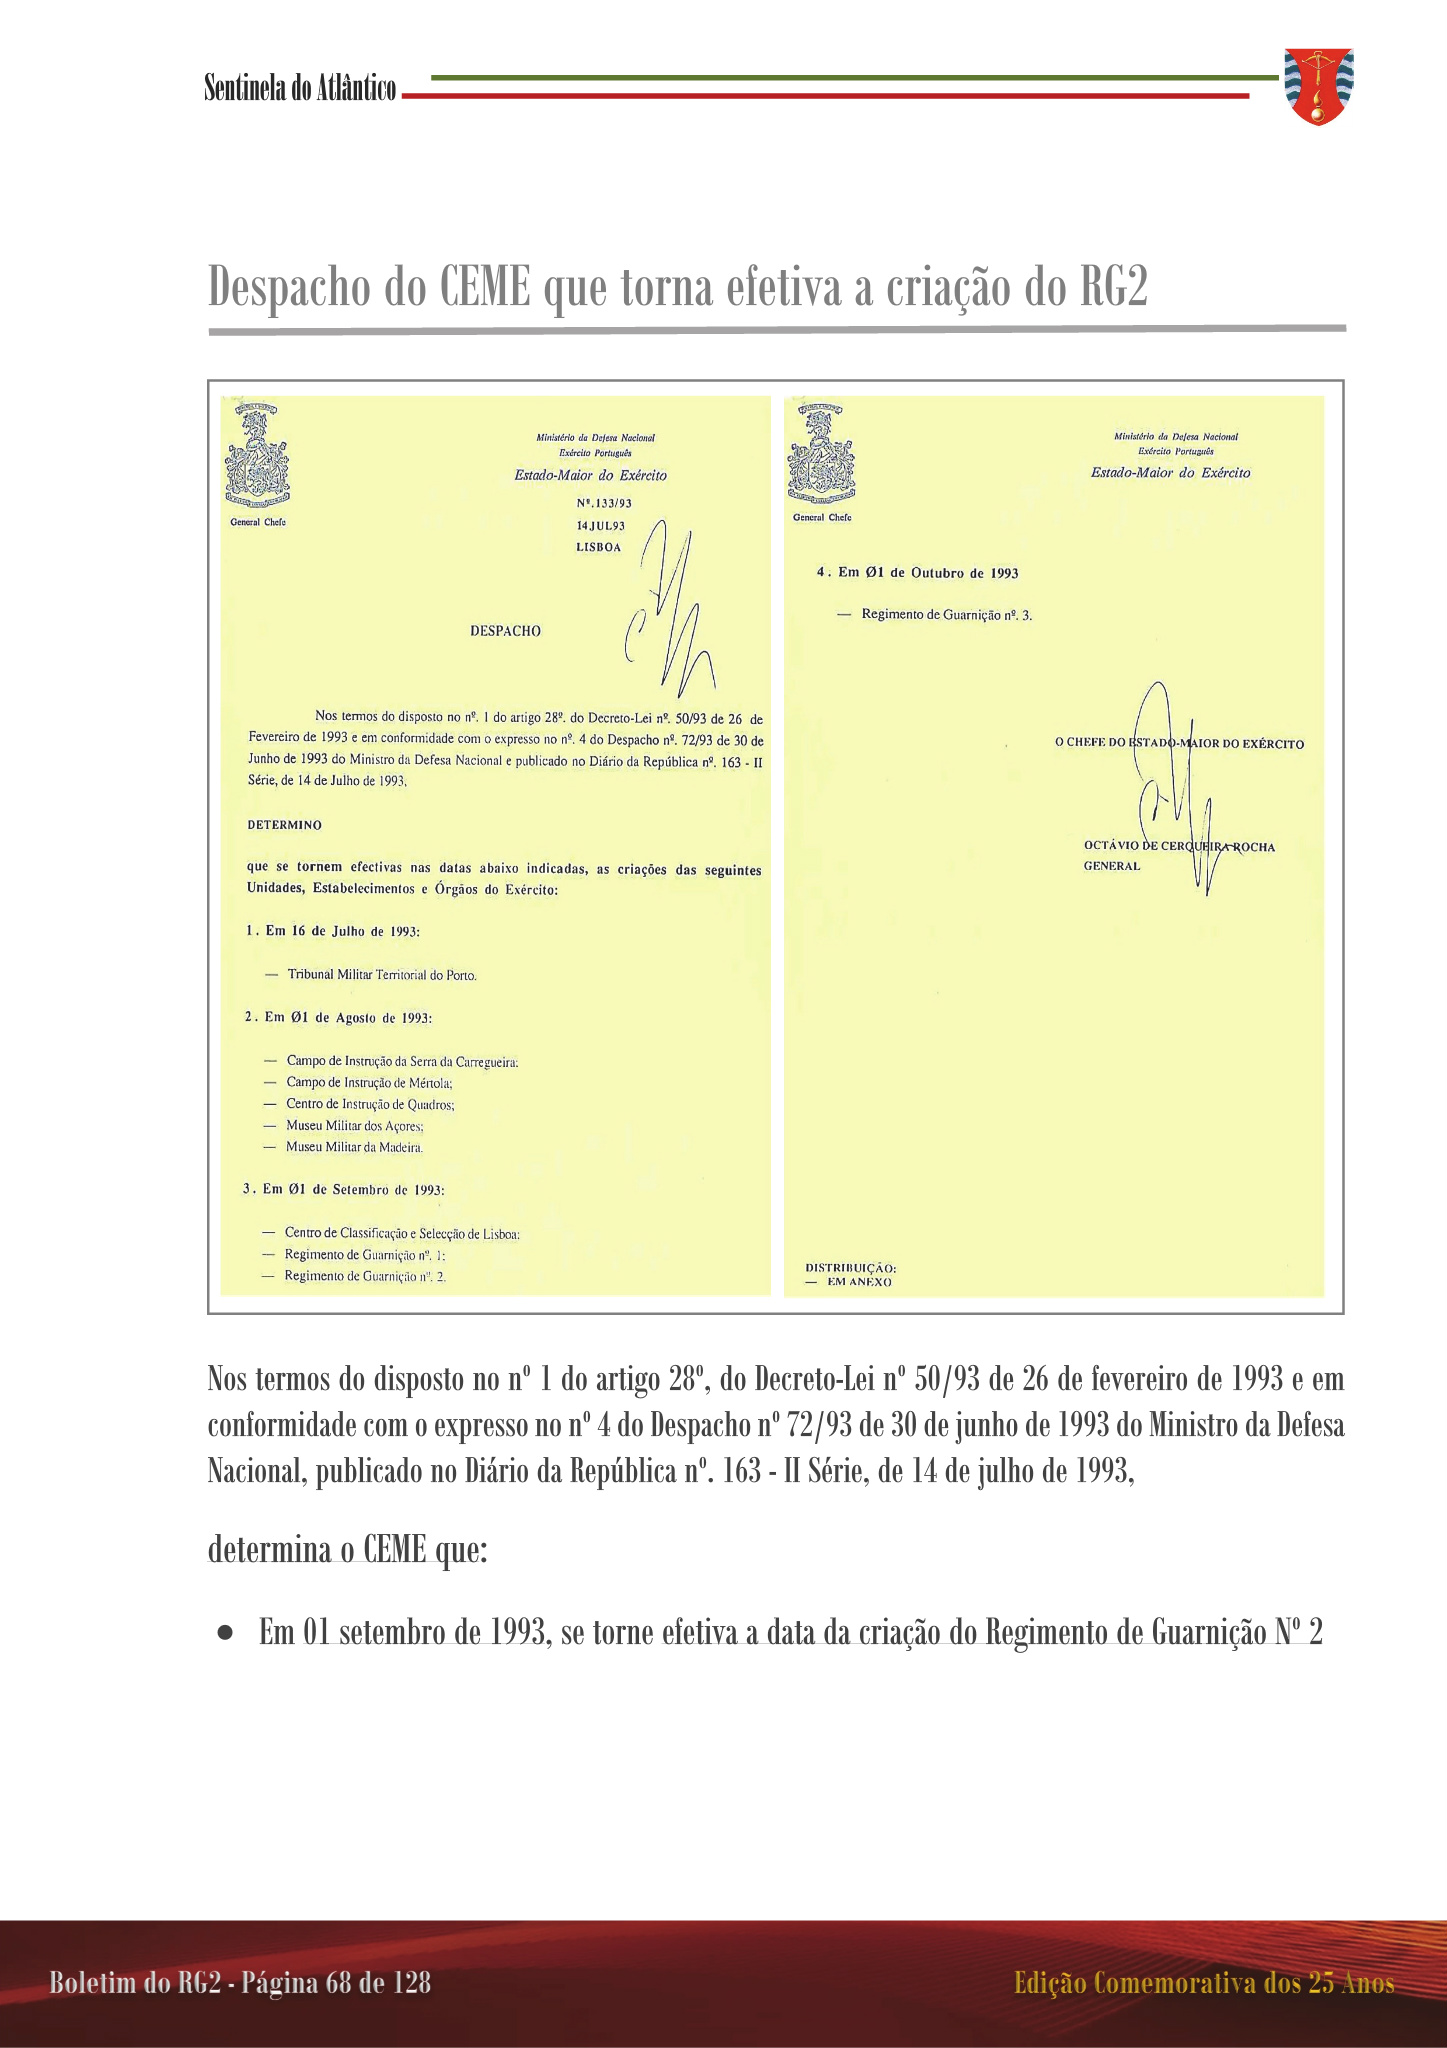 Sentinela do Atlântico
Despacho do CEME que torna efetiva a criação do RG2
General Chefe
Ministério da Defesa Nacional
Exército Português
Estado-Maior do Exército
Nº.133/93
14JUL93
LISBOA
DESPACHO
Nos termos do disposto no nº. 1 do artigo 28º. do Decreto-Lei nº. 50/93 de 26 de
Fevereiro de 1993 e em conformidade com o expresso no nº. 4 do Despacho nº. 72/93 de 30 de
Junho de 1993 do Ministro da Defesa Nacional e publicado no Diário da República nº. 163 - II
Série, de 14 de Julho de 1993,
DETERMINO
que se tornem efectivas nas datas abaixo indicadas, as criações das seguintes
Unidades, Estabelecimentos e Órgãos do Exército:
1. Em 16 de Julho de 1993:
— Tribunal Militar Territorial do Porto.
2. Em Ø1 de Agosto de 1993:
— Campo de Instrução da Serra da Carregueira;
— Campo de Instrução de Mértola;
— Centro de Instrução de Quadros;
— Museu Militar dos Açores;
— Museu Militar da Madeira.
3. Em Ø1 de Setembro de 1993:
— Centro de Classificação e Selecção de Lisboa;
— Regimento de Guarnição nº. 1;
— Regimento de Guarnição nº. 2.
General Chefe
Ministério da Defesa Nacional
Exército Português
Estado-Maior do Exército
4. Em Ø1 de Outubro de 1993
— Regimento de Guarnição nº. 3.
O CHEFE DO ESTADO-MAIOR DO EXÉRCITO
OCTÁVIO DE CERQUEIRA ROCHA
GENERAL
DISTRIBUIÇÃO:
— EM ANEXO
Nos termos do disposto no nº 1 do artigo 28º, do Decreto-Lei nº 50/93 de 26 de fevereiro de 1993 e em
conformidade com o expresso no nº 4 do Despacho nº 72/93 de 30 de junho de 1993 do Ministro da Defesa
Nacional, publicado no Diário da República nº. 163 - II Série, de 14 de julho de 1993,
determina o CEME que:
● Em 01 setembro de 1993, se torne efetiva a data da criação do Regimento de Guarnição Nº 2
Boletim do RG2 - Página 68 de 128
Edição Comemorativa dos 25 Anos